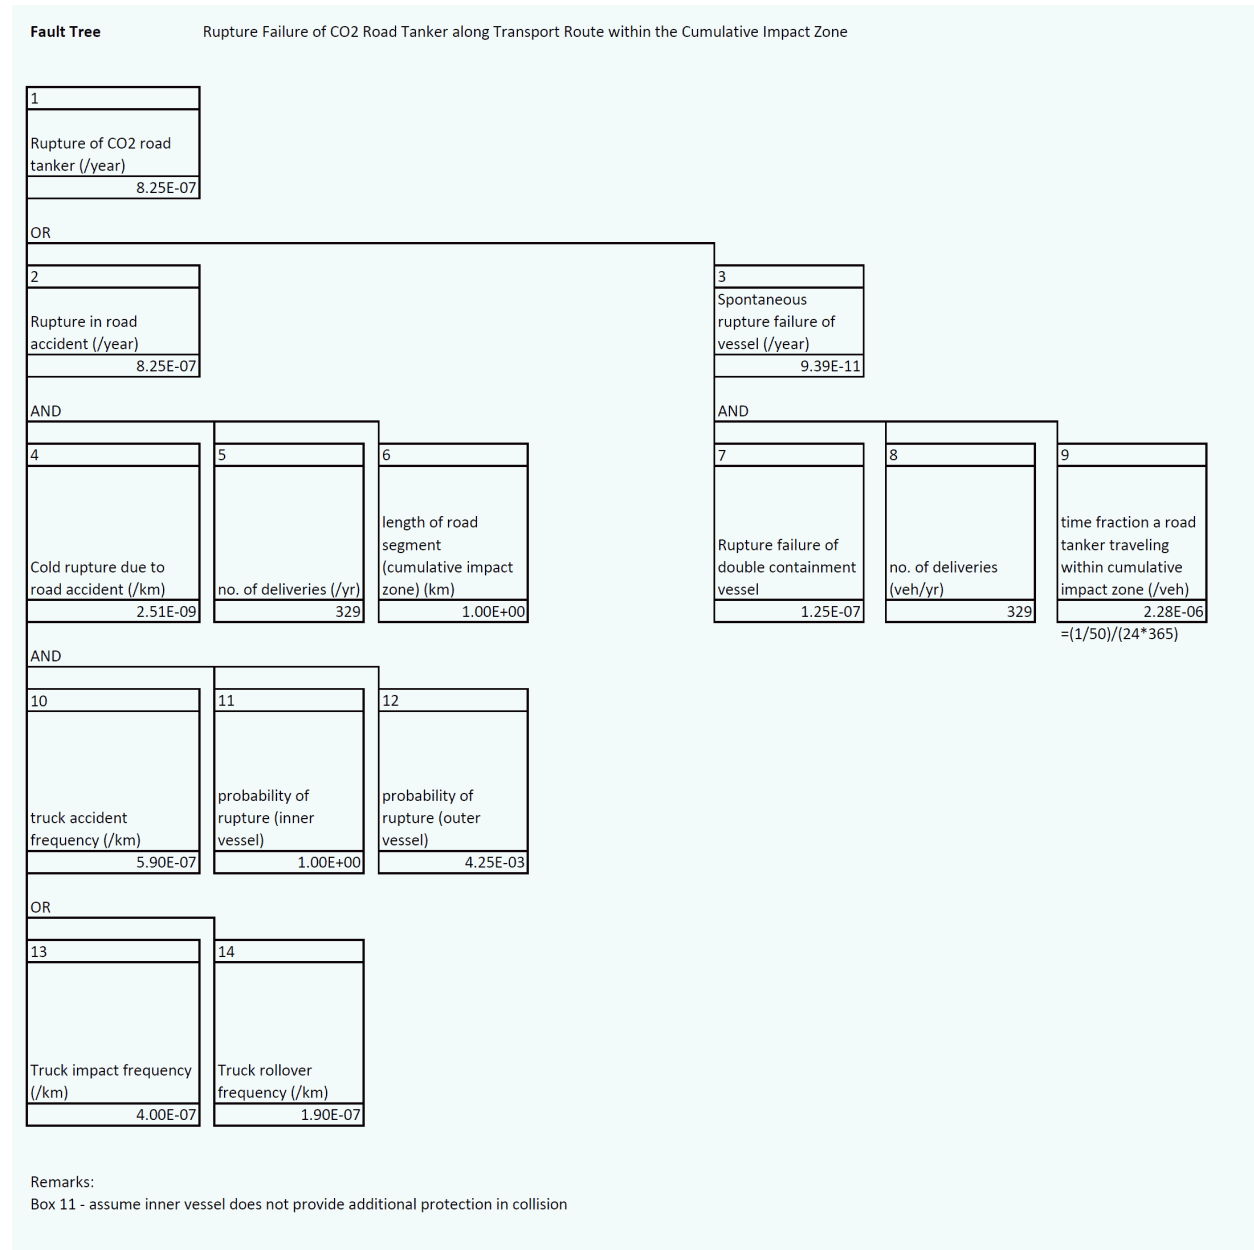 Fault Tree Rupture Failure of CO2 Road Tanker along Transport Route within the Cumulative Impact Zone
1
Rupture of CO2 road
tanker (/year)
8.25E-07
OR
2
Rupture in road
accident (/year)
8.25E-07
3
Spontaneous
rupture failure of
vessel (/year)
9.39E-11
AND
AND
4
Cold rupture due to
road accident (/km)
2.51E-09
5
no. of deliveries (/yr)
329
6
length of road
segment
(cumulative impact
zone) (km)
1.00E+00
7
Rupture failure of
double containment
vessel
1.25E-07
8
no. of deliveries
(veh/yr)
329
9
time fraction a road
tanker traveling
within cumulative
impact zone (/veh)
2.28E-06
=(1/50)/(24*365)
AND
10
truck accident
frequency (/km)
5.90E-07
11
probability of
rupture (inner
vessel)
1.00E+00
12
probability of
rupture (outer
vessel)
4.25E-03
OR
13
Truck impact frequency
(/km)
4.00E-07
14
Truck rollover
frequency (/km)
1.90E-07
Remarks:
Box 11 - assume inner vessel does not provide additional protection in collision